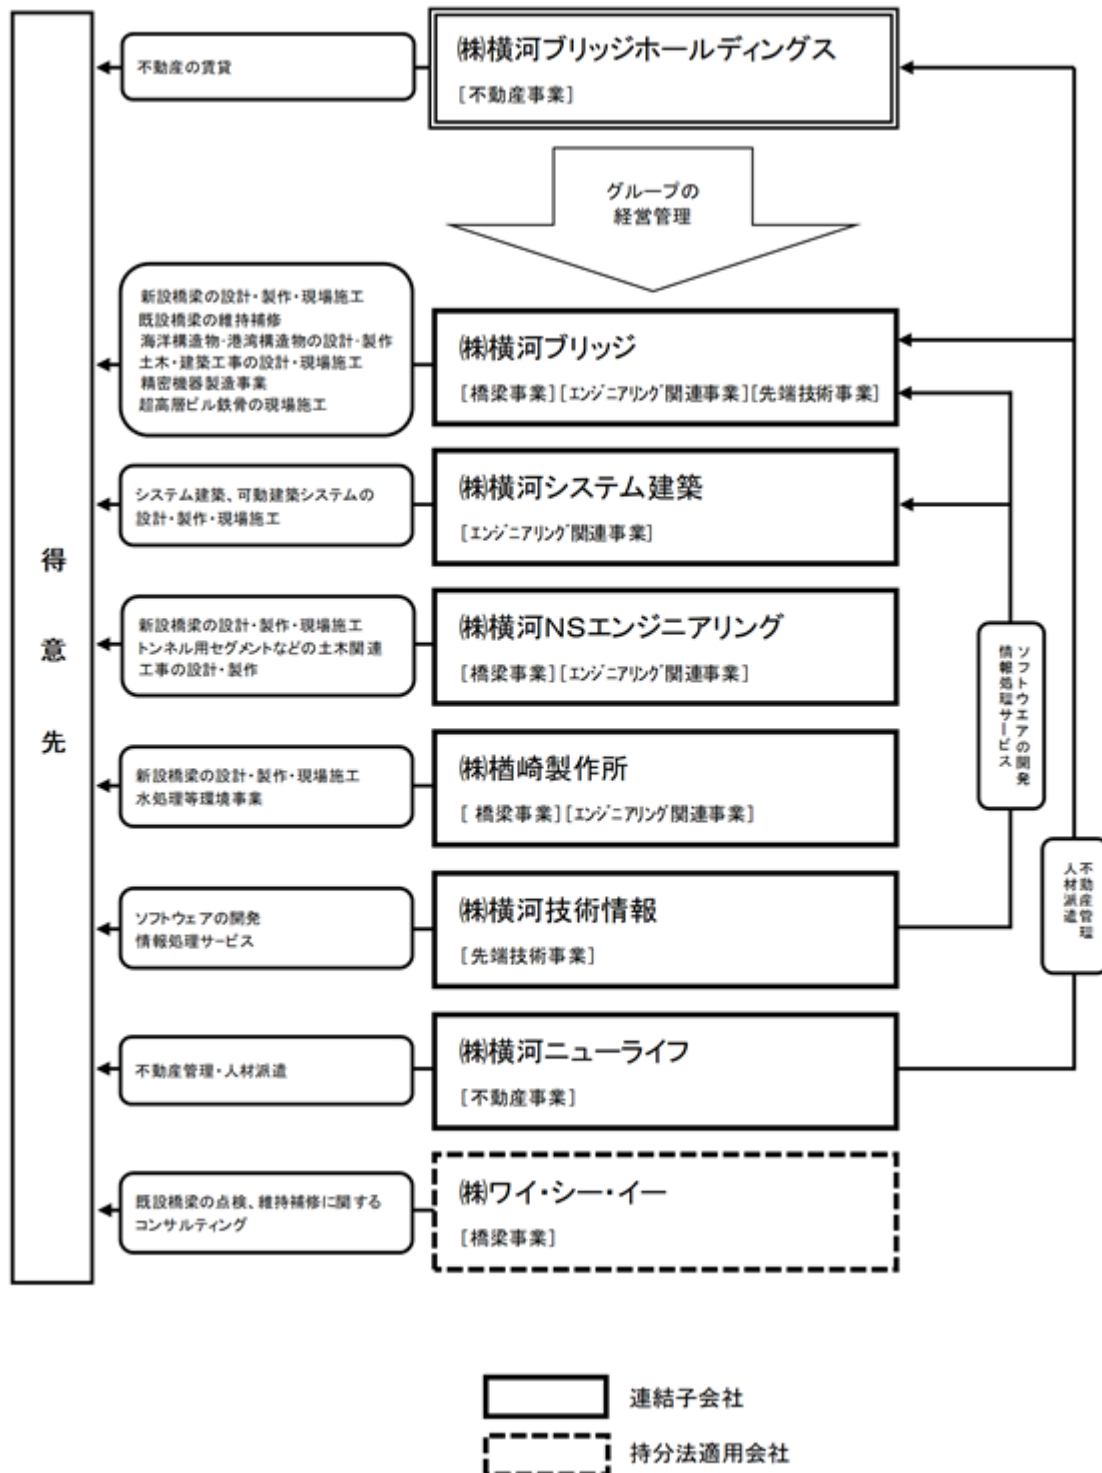 得意先
不動産の賃貸
㈱横河ブリッジホールディングス
[不動産事業]
グループの
経営管理
新設橋梁の設計・製作・現場施工
既設橋梁の維持補修
海洋構造物・港湾構造物の設計・製作
土木・建築工事の設計・現場施工
精密機器製造事業
超高層ビル鉄骨の現場施工
㈱横河ブリッジ
[橋梁事業][エンジニアリング関連事業][先端技術事業]
システム建築、可動建築システムの
設計・製作・現場施工
㈱横河システム建築
[エンジニアリング関連事業]
新設橋梁の設計・製作・現場施工
トンネル用セグメントなどの土木関連
工事の設計・製作
㈱横河NSエンジニアリング
[橋梁事業][エンジニアリング関連事業]
新設橋梁の設計・製作・現場施工
水処理等環境事業
㈱楢崎製作所
[ 橋梁事業][エンジニアリング関連事業]
ソフトウェアの開発
情報処理サービス
㈱横河技術情報
[先端技術事業]
不動産管理・人材派遣
㈱横河ニューライフ
[不動産事業]
既設橋梁の点検、維持補修に関する
コンサルティング
㈱ワイ・シー・イー
[橋梁事業]
ソフトウエアの開発
情報処理サービス
不動産管理
人材派遣
連結子会社
持分法適用会社